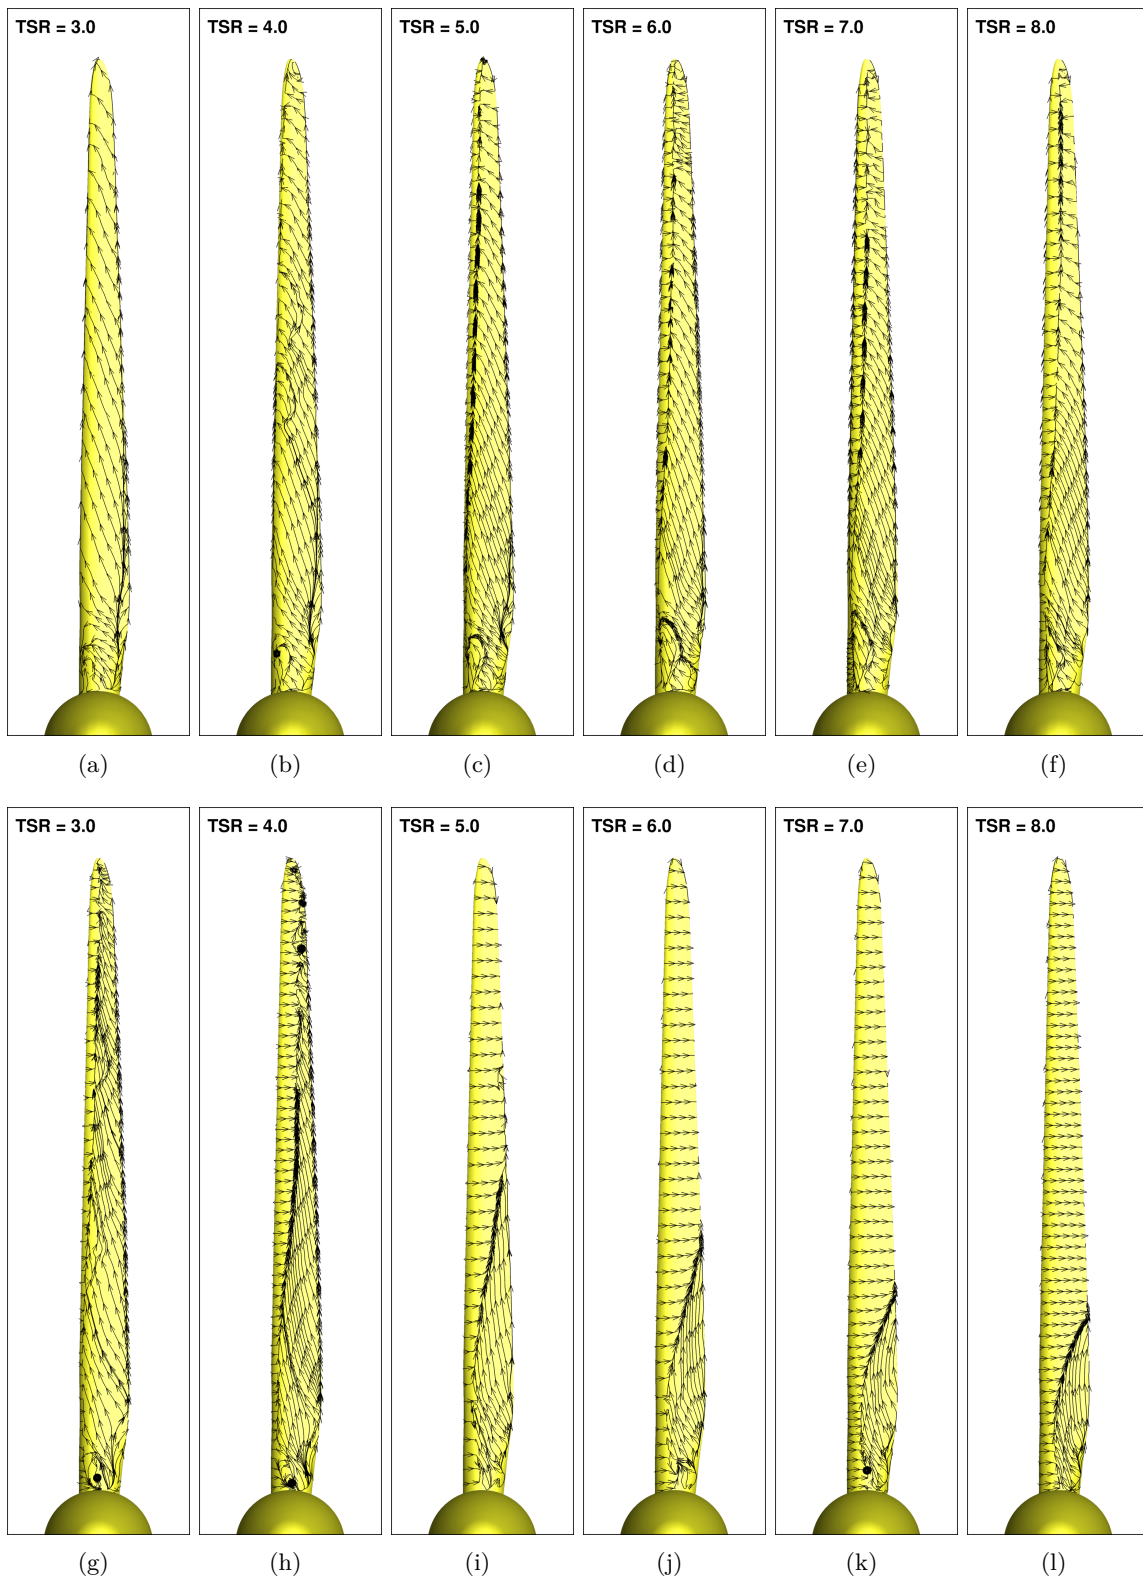 TSR = 3.0 TSR = 4.0 TSR = 5.0 TSR = 6.0 TSR = 7.0 TSR = 8.0
(a) (b) (c) (d) (e) (f)
TSR = 3.0 TSR = 4.0 TSR = 5.0 TSR = 6.0 TSR = 7.0 TSR = 8.0
(g) (h) (i) (j) (k) (l)